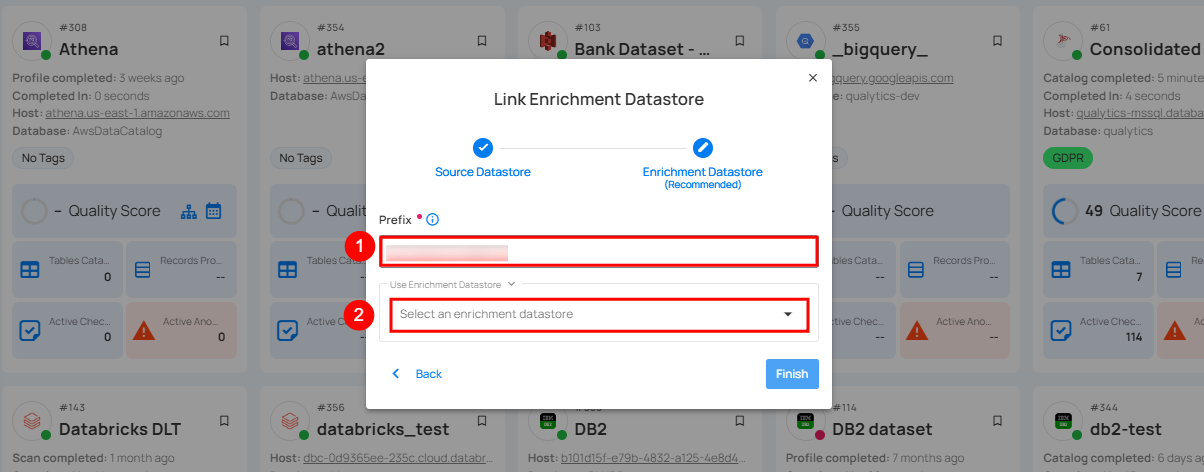 #308
Athena
Profile completed: 3 weeks ago
Completed In: 0 seconds
Host: athena.us-east-1.amazonaws.com
Database: AwsDataCatalog
No Tags
– Quality Score
Tables Cata...
0
Records Pro...
--
Active Chec...
0
Active Ano...
0
#354
athena2
Host: athena.us-e
Database: AwsDa
No Tags
– Qualit
Tables Cata
Active C
#103
Bank Dataset - ...
#355
_bigquery_
gquery.googleapis.com
qualytics-dev
Quality Score
bles Cata...
--
Records Pro...
--
tive Chec...
--
Active Ano...
--
#61
Consolidated
Catalog completed: 5 minute
Completed In: 4 seconds
Host: qualytics-mssql.databa
Database: qualytics
GDPR
49 Quality Score
Tables Cata...
7
Records
Active Chec...
114
Active
Link Enrichment Datastore
Source Datastore
Enrichment Datastore
(Recommended)
Prefix
1
Use Enrichment Datastore
2
Select an enrichment datastore
Back
Finish
#143
Databricks DLT
Scan completed: 1 month ago
#356
databricks_test
Host: dbc-0d9365ee-235c.cloud.databr...
DB2
Host: b101d15f-e79b-4832-a125-4e8d4...
#114
DB2 dataset
Profile completed: 7 months ago
#344
db2-test
Catalog completed: 6 days ag